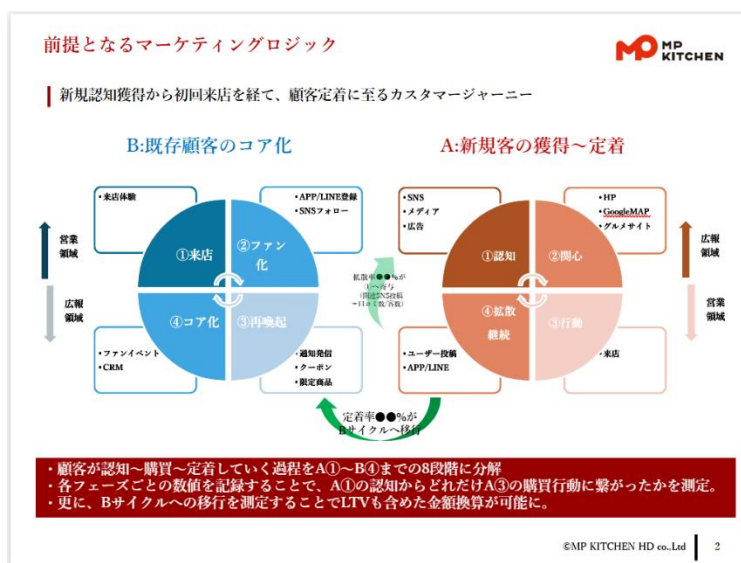 前提となるマーケティングロジック
MP
KITCHEN
新規認知獲得から初回来店を経て、顧客定着に至るカスタマージャーニー
B:既存顧客のコア化
A:新規客の獲得～定着
・来店体験
・APP/LINE登録
・SNSフォロー
・SNS
・メディア
・広告
・HP
・GoogleMAP
・グルメサイト
営業
領域
広報
領域
①来店
②ファン
化
④コア化
③再喚起
①認知
②関心
④拡散
継続
③行動
拡散率●●%が
広報
領域
営業
領域
・ファンイベント
・CRM
・通知発信
・クーポン
・限定商品
・ユーザー投稿
・APP/LINE
・来店
定着率●●%が
Bサイクルへ移行
・顧客が認知～購買～定着していく過程をA①～B④までの8段階に分解
・各フェーズごとの数値を記録することで、A①の認知からどれだけA③の購買行動に繋がったかを測定。
・更に、Bサイクルへの移行を測定することでLTVも含めた金額換算が可能に。
©MP KITCHEN HD co.,Ltd
2